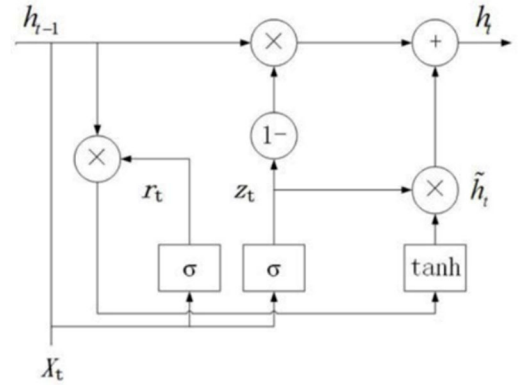 h_{t-1} h_t
× +
1-
×
r_t z_t × h̃_t
σ σ tanh
X_t